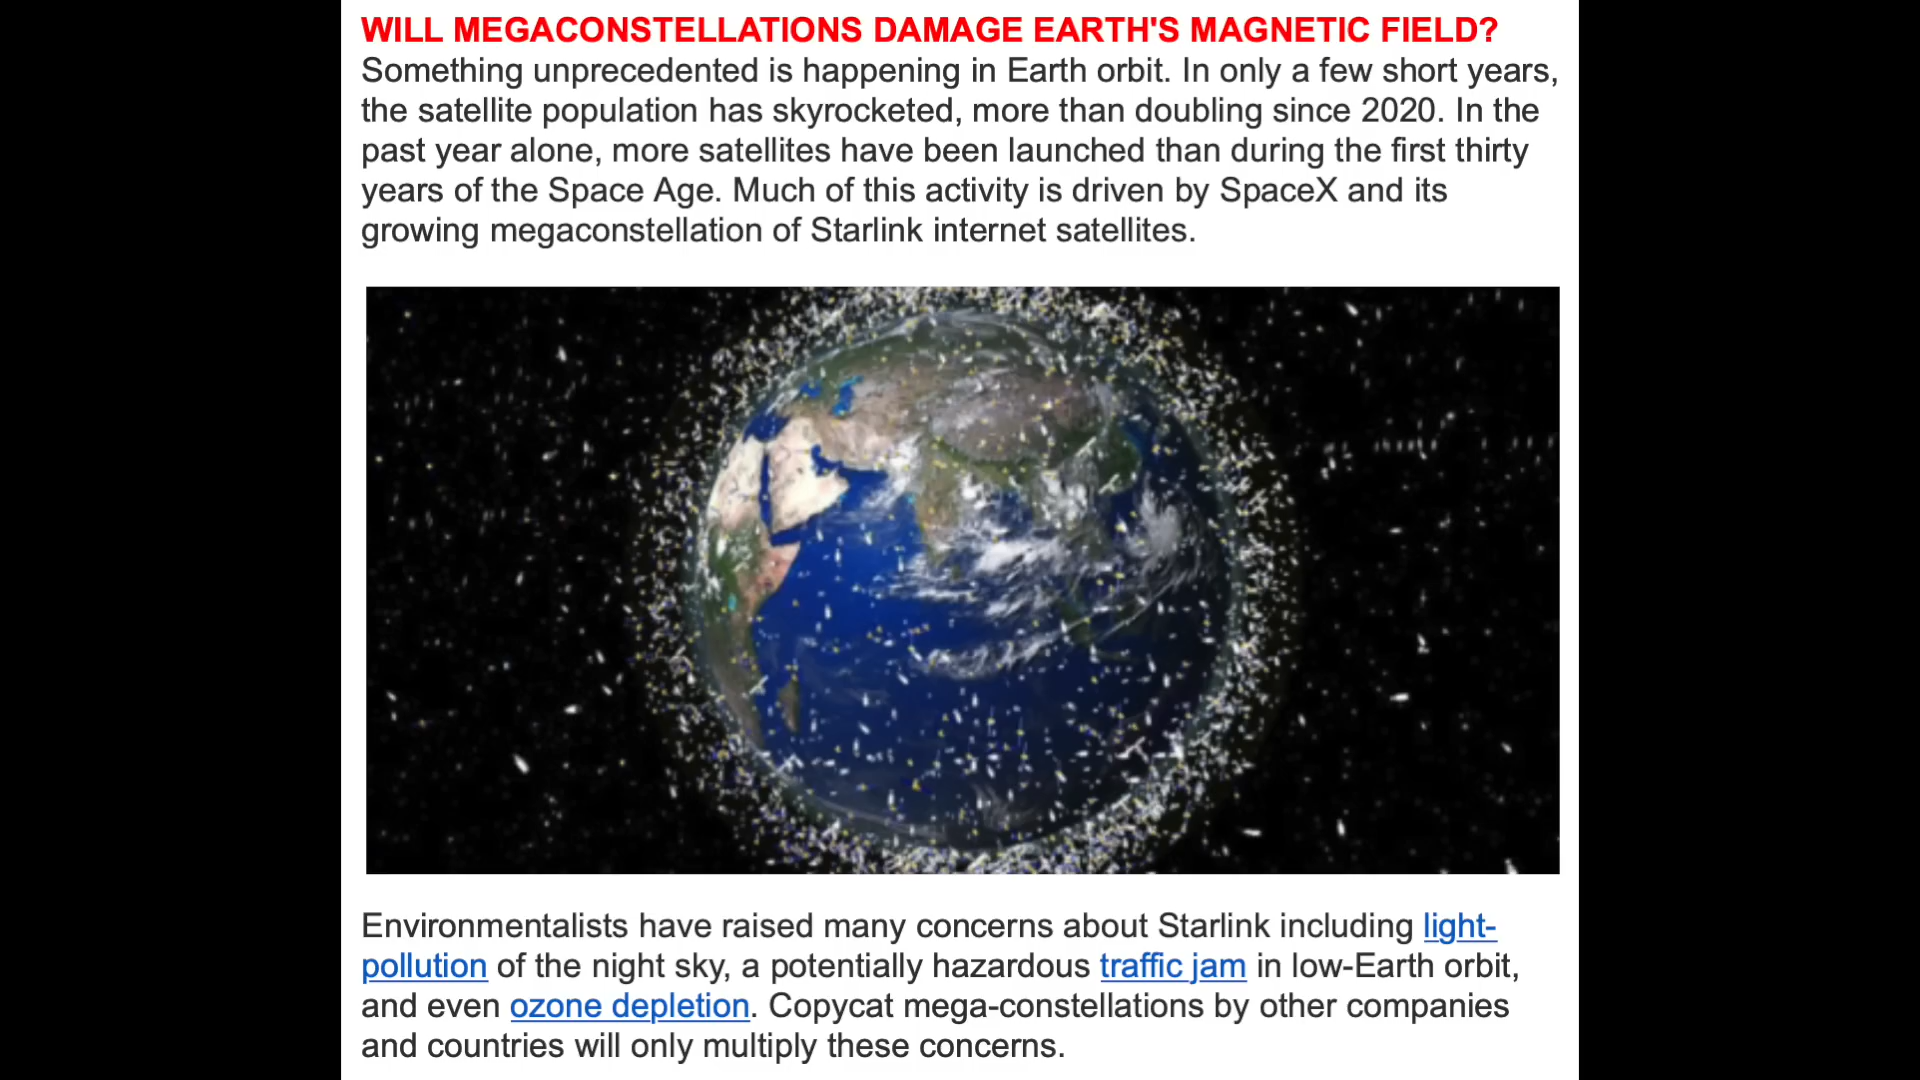 WILL MEGACONSTELLATIONS DAMAGE EARTH'S MAGNETIC FIELD?
Something unprecedented is happening in Earth orbit. In only a few short years,
the satellite population has skyrocketed, more than doubling since 2020. In the
past year alone, more satellites have been launched than during the first thirty
years of the Space Age. Much of this activity is driven by SpaceX and its
growing megaconstellation of Starlink internet satellites.
Environmentalists have raised many concerns about Starlink including light-
pollution of the night sky, a potentially hazardous traffic jam in low-Earth orbit,
and even ozone depletion. Copycat mega-constellations by other companies
and countries will only multiply these concerns.